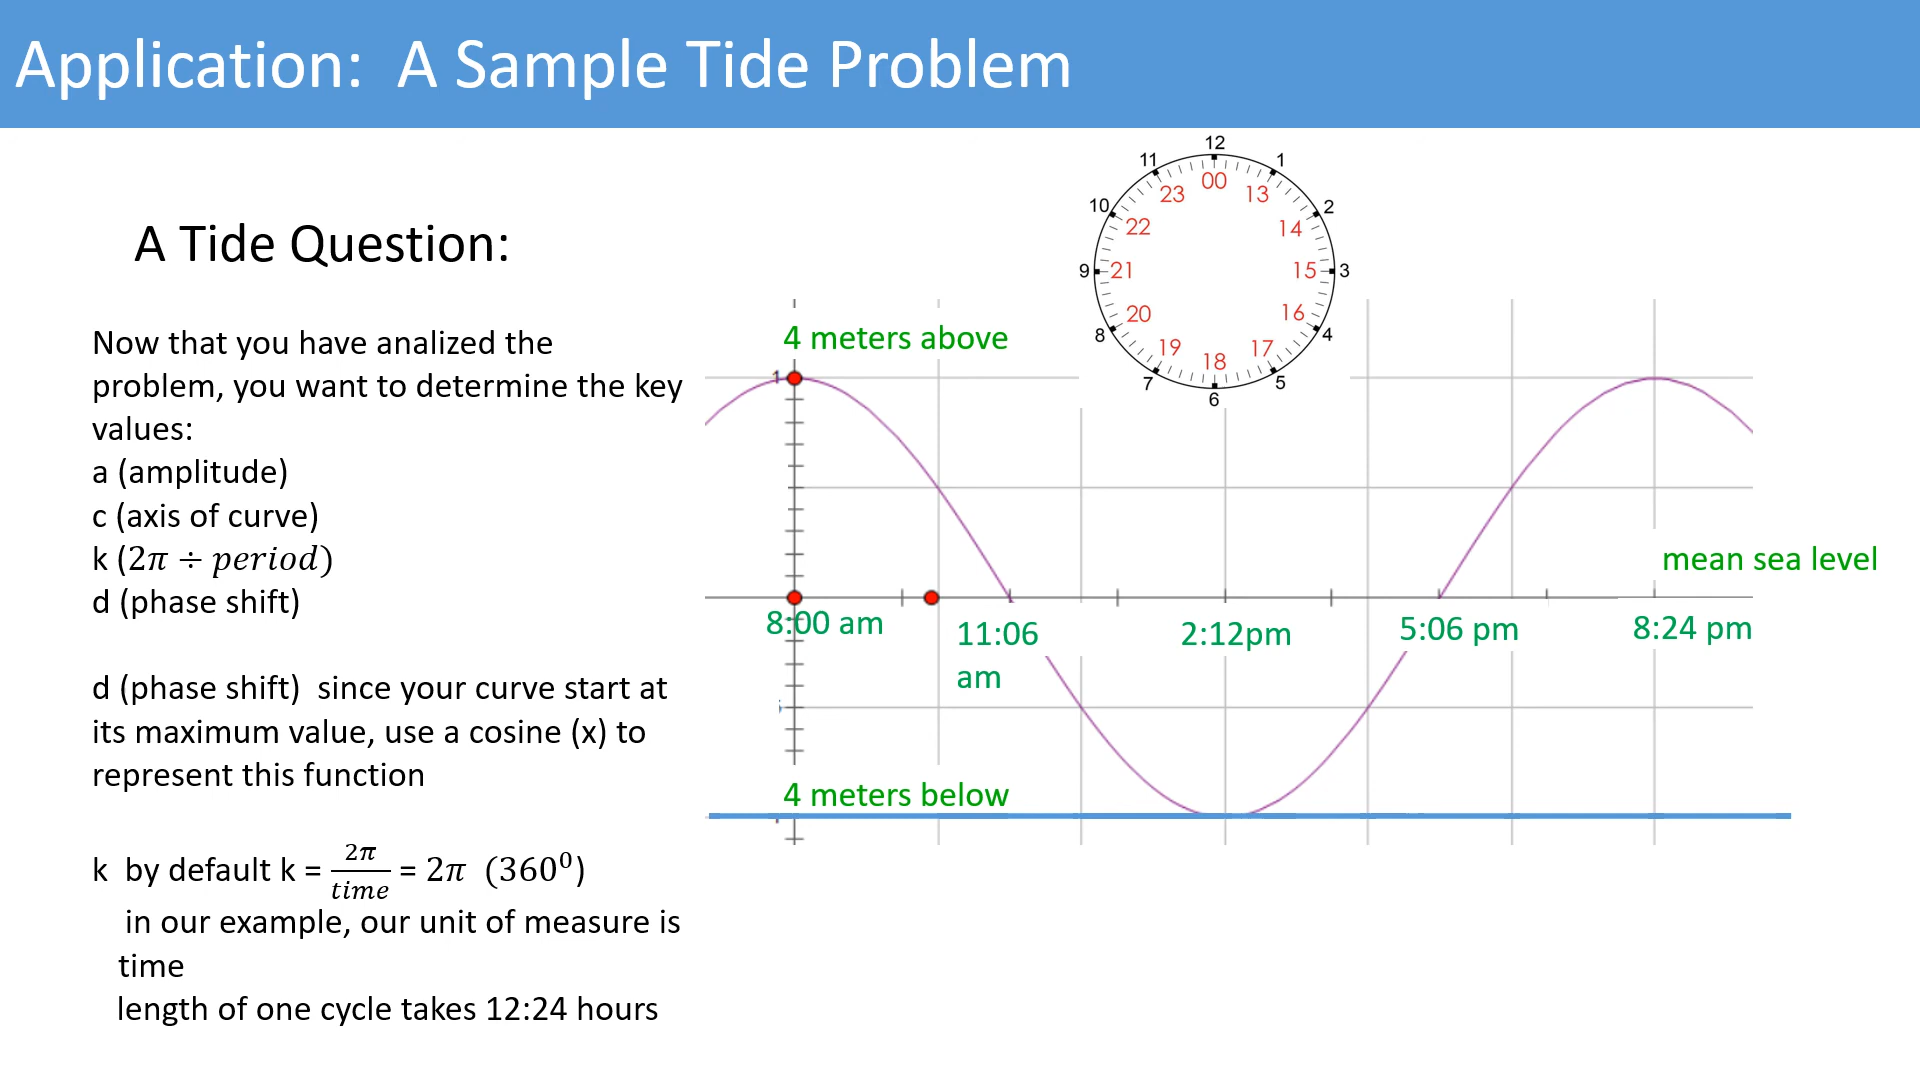 Application:  A Sample Tide Problem
A Tide Question:
Now that you have analized the
problem, you want to determine the key
values:
a (amplitude)
c (axis of curve)
k (2π ÷ period)
d (phase shift)
d (phase shift)  since your curve start at
its maximum value, use a cosine (x) to
represent this function
k  by default k = 2π/time = 2π  (360⁰)
in our example, our unit of measure is
time
length of one cycle takes 12:24 hours
12
11
1
00
23
13
10
2
22
14
9
21
15
3
20
16
8
4
19
17
18
7
5
6
4 meters above
1
mean sea level
8:00 am
11:06
am
2:12pm
5:06 pm
8:24 pm
4 meters below